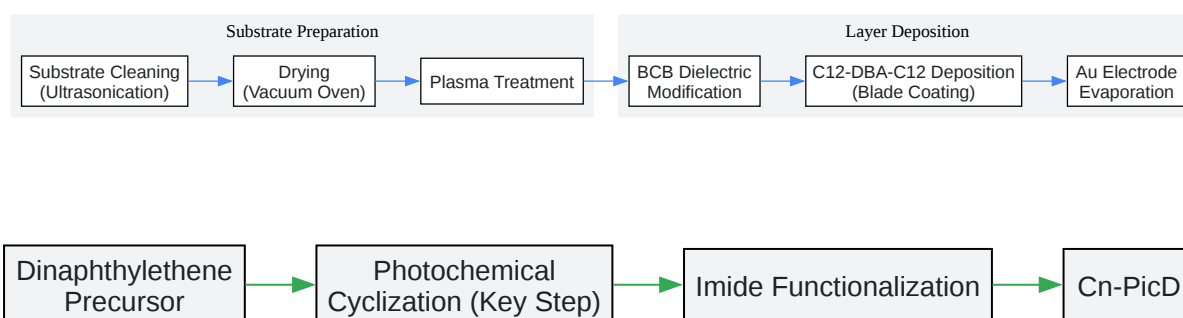 Substrate Preparation
Layer Deposition
Substrate Cleaning
(Ultrasonication)
Drying
(Vacuum Oven)
Plasma Treatment
BCB Dielectric
Modification
C12-DBA-C12 Deposition
(Blade Coating)
Au Electrode
Evaporation
Dinaphthylethene
Precursor
Photochemical
Cyclization (Key Step)
Imide Functionalization
Cn-PicD